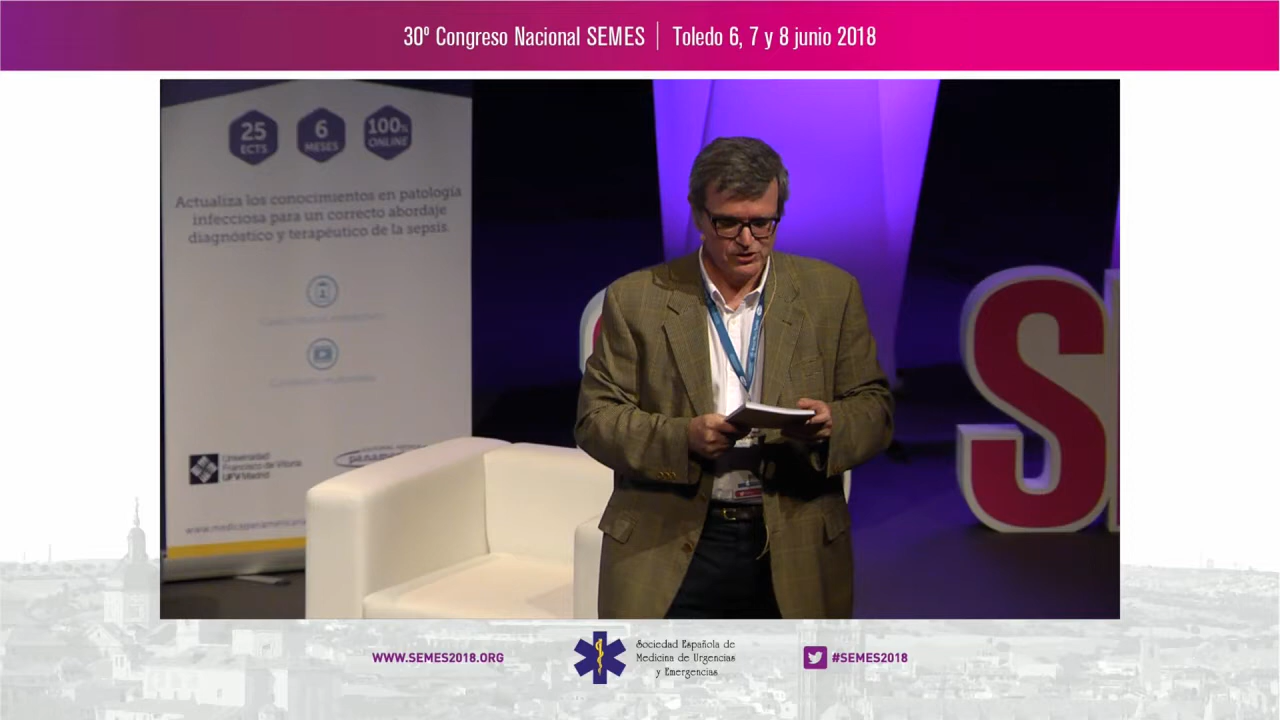 30º Congreso Nacional SEMES | Toledo 6, 7 y 8 junio 2018
25
ECTS
6
MESES
100%
ONLINE
Actualiza los conocimientos en patología
infecciosa para un correcto abordaje
diagnóstico y terapéutico de la sepsis.
Universidad
Francisco de Vitoria
UFV Madrid
S
WWW.SEMES2018.ORG
Sociedad Española de
Medicina de Urgencias
y Emergencias
#SEMES2018